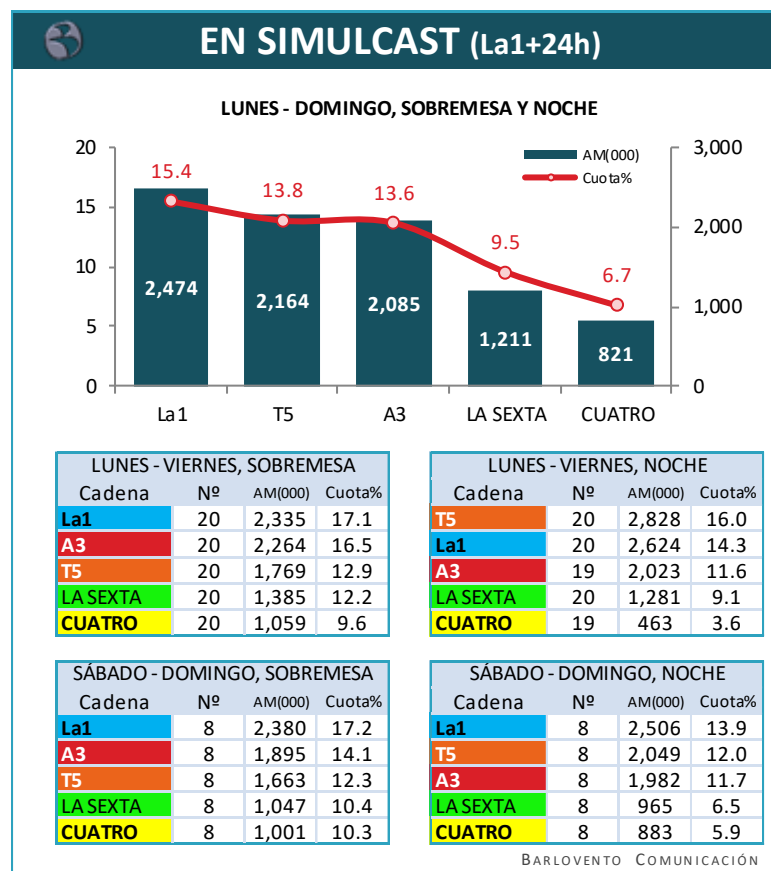 EN SIMULCAST (La1+24h)
LUNES - DOMINGO, SOBREMESA Y NOCHE
20 3,000
15 2,000
10 1,000
5
0 0
AM(000)
Cuota%
15.4 13.8 13.6 9.5 6.7
2,474 2,164 2,085 1,211 821
La1 T5 A3 LA SEXTA CUATRO
LUNES - VIERNES, SOBREMESA
Cadena Nº AM(000) Cuota%
La1 20 2,335 17.1
A3 20 2,264 16.5
T5 20 1,769 12.9
LA SEXTA 20 1,385 12.2
CUATRO 20 1,059 9.6
LUNES - VIERNES, NOCHE
Cadena Nº AM(000) Cuota%
T5 20 2,828 16.0
La1 20 2,624 14.3
A3 19 2,023 11.6
LA SEXTA 20 1,281 9.1
CUATRO 19 463 3.6
SÁBADO - DOMINGO, SOBREMESA
Cadena Nº AM(000) Cuota%
La1 8 2,380 17.2
A3 8 1,895 14.1
T5 8 1,663 12.3
LA SEXTA 8 1,047 10.4
CUATRO 8 1,001 10.3
SÁBADO - DOMINGO, NOCHE
Cadena Nº AM(000) Cuota%
La1 8 2,506 13.9
T5 8 2,049 12.0
A3 8 1,982 11.7
LA SEXTA 8 965 6.5
CUATRO 8 883 5.9
BARLOVENTO COMUNICACIÓN